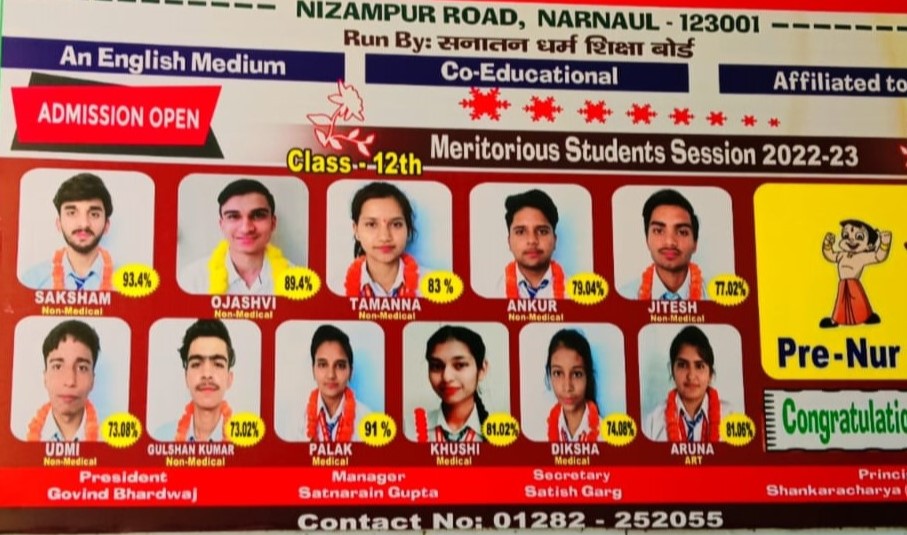 NIZAMPUR ROAD, NARNAUL - 123001
Run By: सनातन धर्म शिक्षा बोर्ड
An English Medium
Co-Educational
Affiliated to
ADMISSION OPEN
Class - 12th
Meritorious Students Session 2022-23
93.4%
89.4%
83 %
79.04%
77.02%
SAKSHAM
OJASHVI
TAMANNA
ANKUR
JITESH
Non-Medical
Non-Medical
Non-Medical
Non-Medical
Non-Medical
Pre-Nur
73.08%
73.02%
91 %
81.02%
74.08%
81.06%
Congratulatio
UDMI
GULSHAN KUMAR
PALAK
KHUSHI
DIKSHA
ARUNA
Non-Medical
Non-Medical
Medical
Medical
Medical
ART
President
Manager
Secretary
Princi
Govind Bhardwaj
Satnarain Gupta
Satish Garg
Shankaracharya
Contact No: 01282 - 252055